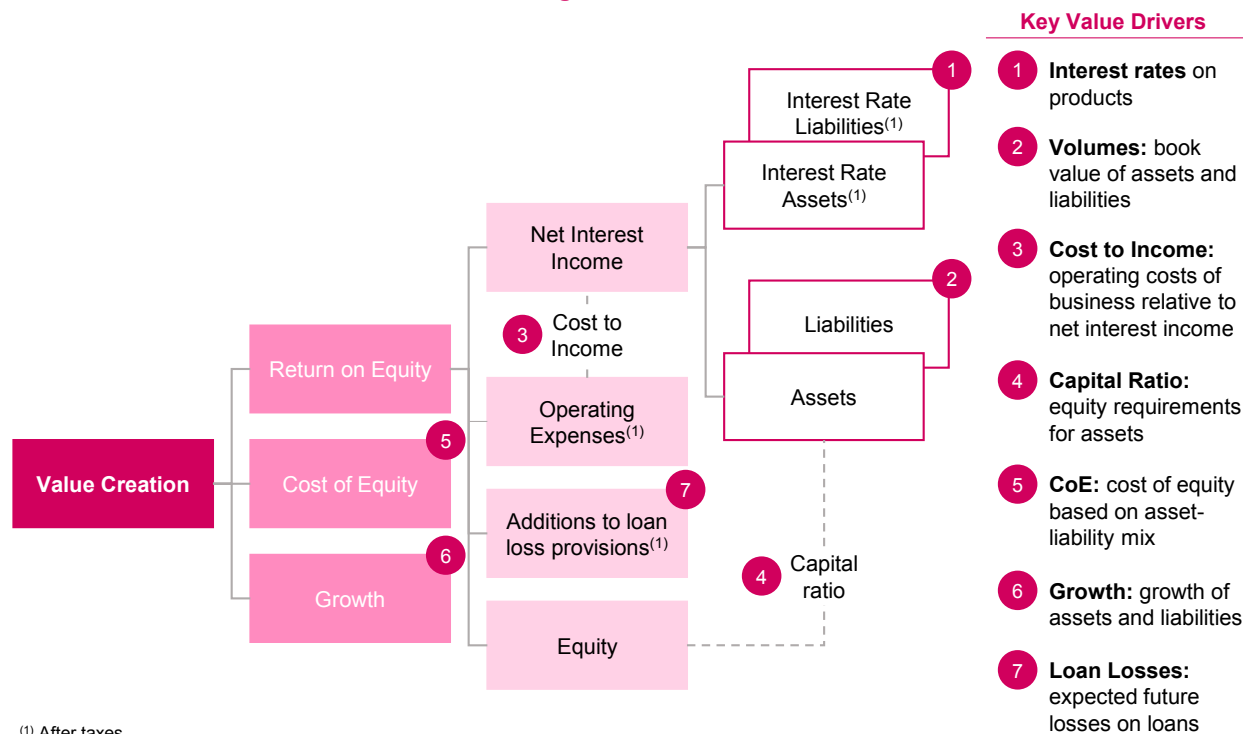 Key Value Drivers
1
Interest Rate
Liabilities(1)
Interest Rate
Assets(1)
2
Liabilities
Assets
Net Interest
Income
3
Cost to
Income
Operating
Expenses(1)
7
Additions to loan
loss provisions(1)
Equity
4
Capital
ratio
Return on Equity
5
Cost of Equity
6
Growth
Value Creation
1
Interest rates on
products
2
Volumes: book
value of assets and
liabilities
3
Cost to Income:
operating costs of
business relative to
net interest income
4
Capital Ratio:
equity requirements
for assets
5
CoE: cost of equity
based on asset-
liability mix
6
Growth: growth of
assets and liabilities
7
Loan Losses:
expected future
losses on loans
(1) After taxes